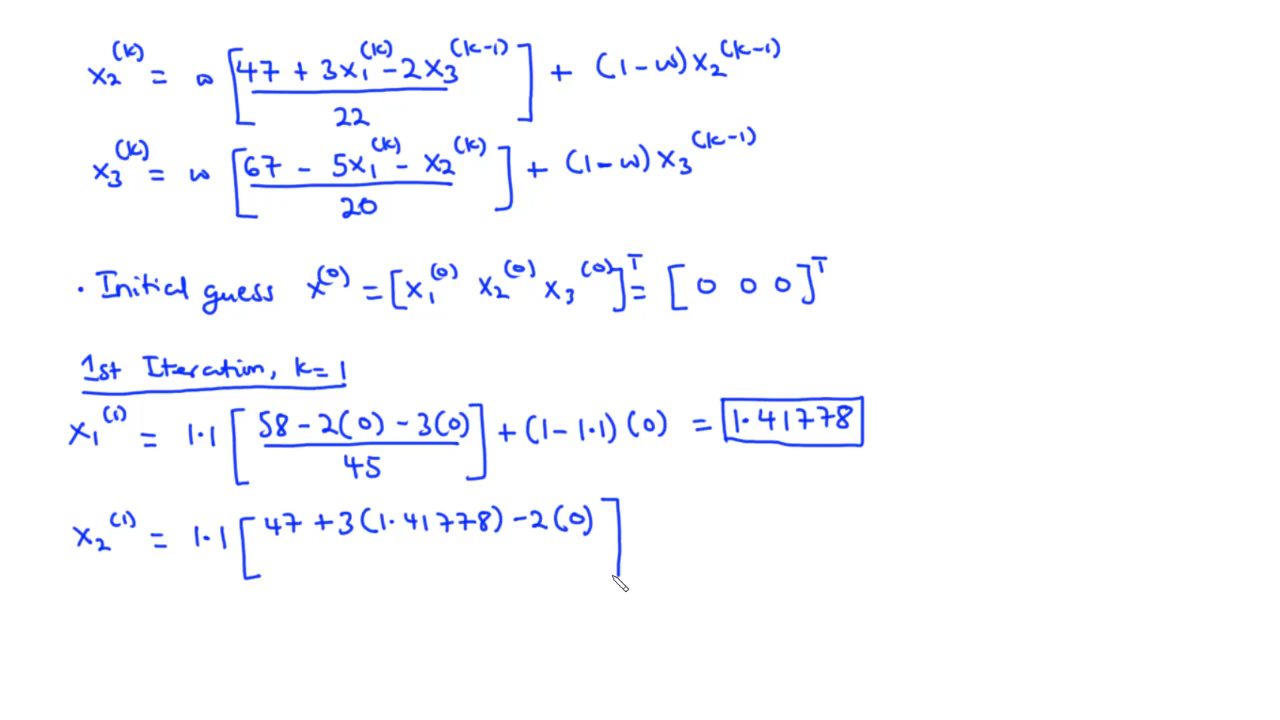 x₂⁽ᵏ⁾ = ω [ (47 + 3x₁⁽ᵏ⁾ - 2x₃⁽ᵏ⁻¹⁾) / 22 ] + (1 - ω) x₂⁽ᵏ⁻¹⁾
x₃⁽ᵏ⁾ = ω [ (67 - 5x₁⁽ᵏ⁾ - x₂⁽ᵏ⁾) / 20 ] + (1 - ω) x₃⁽ᵏ⁻¹⁾
· Initial guess x⁽⁰⁾ = [x₁⁽⁰⁾ x₂⁽⁰⁾ x₃⁽⁰⁾]ᵀ = [0 0 0]ᵀ
1st Iteration, k=1
x₁⁽¹⁾ = 1.1 [ (58 - 2(0) - 3(0)) / 45 ] + (1 - 1.1)(0) = 1.41778
x₂⁽¹⁾ = 1.1 [ 47 + 3(1.41778) - 2(0) ]